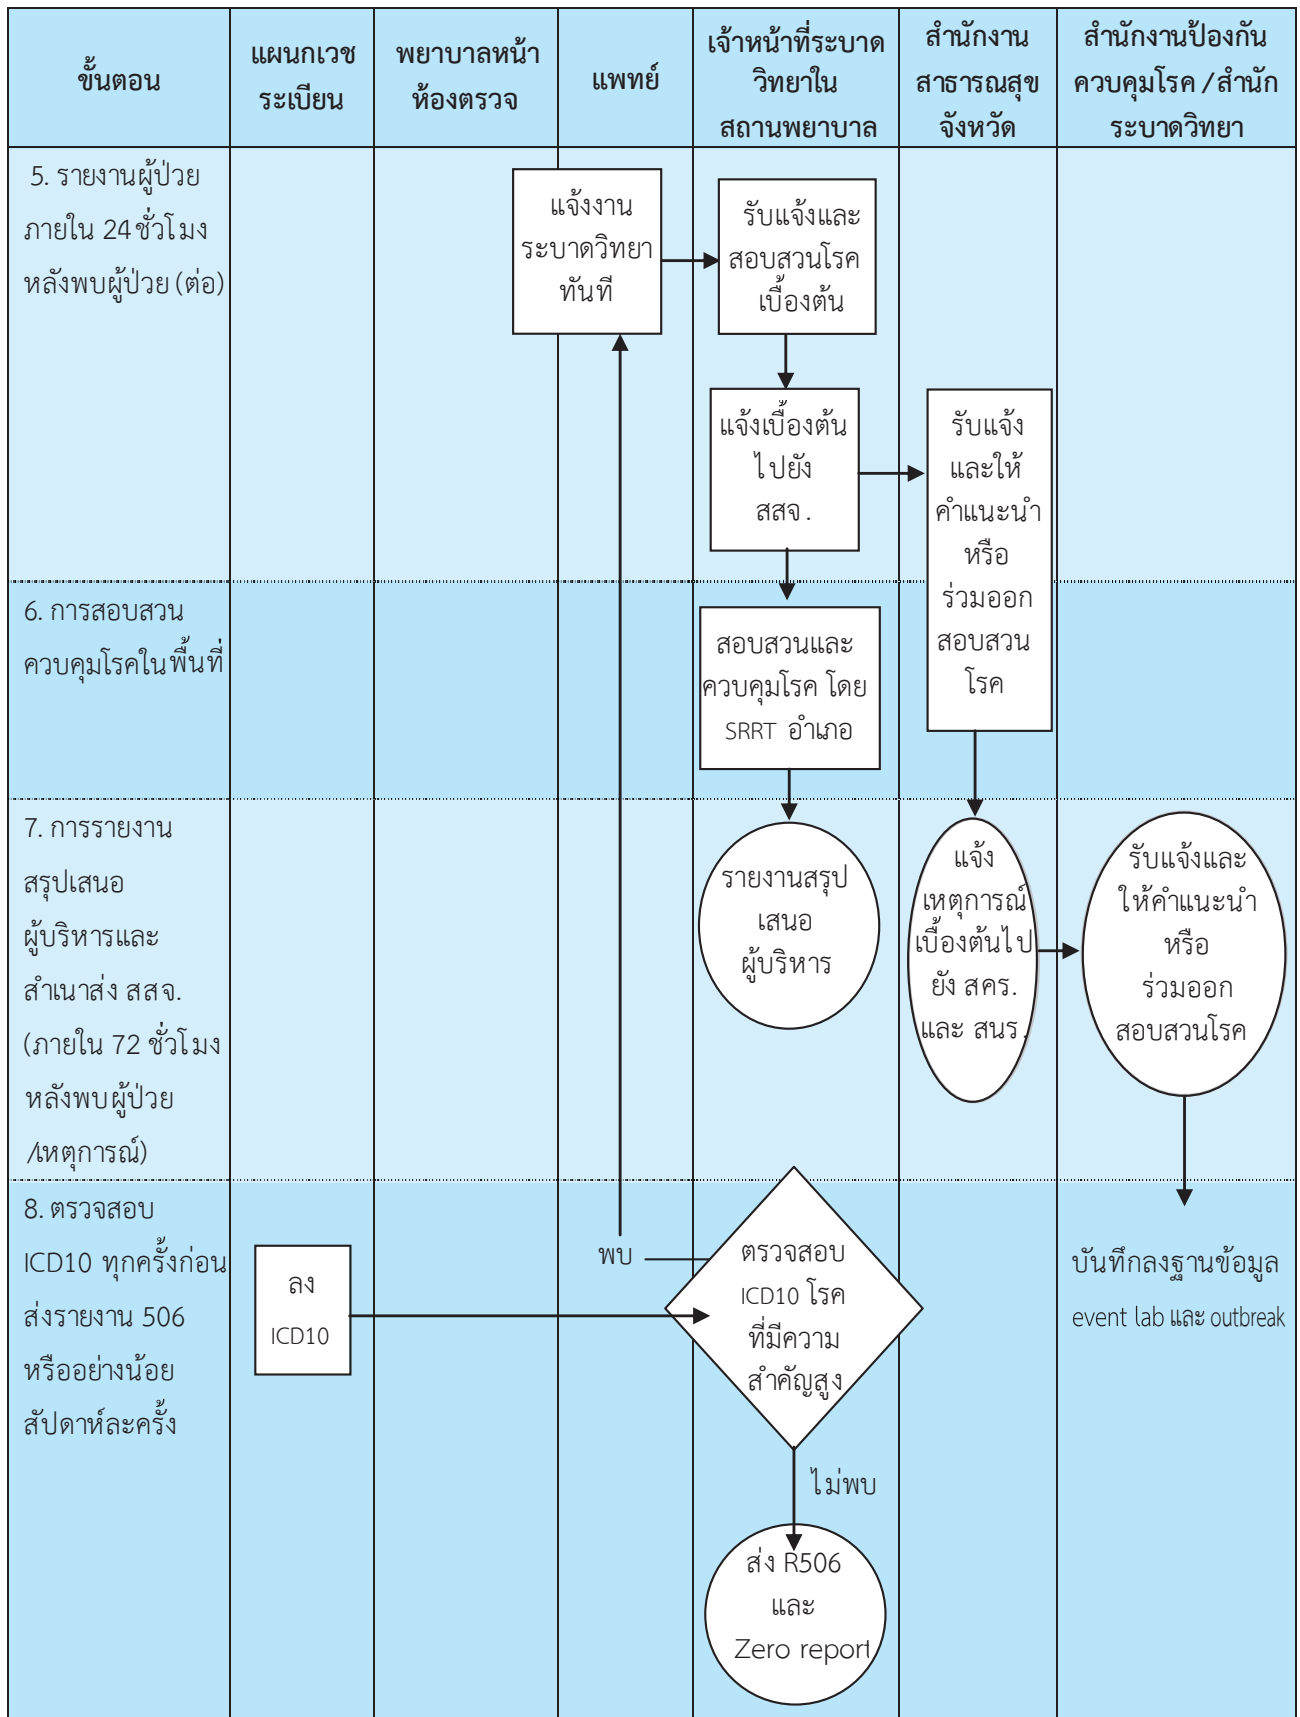 ขั้นตอน
แผนกเวช
ระเบียน
พยาบาลหน้า
ห้องตรวจ
แพทย์
เจ้าหน้าที่ระบาด
วิทยาใน
สถานพยาบาล
สำนักงาน
สาธารณสุข
จังหวัด
สำนักงานป้องกัน
ควบคุมโรค /สำนัก
ระบาดวิทยา
5. รายงานผู้ป่วย
ภายใน 24 ชั่วโมง
หลังพบผู้ป่วย (ต่อ)
แจ้งงาน
ระบาดวิทยา
ทันที
รับแจ้งและ
สอบสวนโรค
เบื้องต้น
แจ้งเบื้องต้น
ไปยัง
สสจ.
รับแจ้ง
และให้
คำแนะนำ
หรือ
ร่วมออก
สอบสวน
โรค
6. การสอบสวน
ควบคุมโรคในพื้นที่
สอบสวนและ
ควบคุมโรค โดย
SRRT อำเภอ
7. การรายงาน
สรุปเสนอ
ผู้บริหารและ
สำเนาส่ง สสจ.
(ภายใน 72 ชั่วโมง
หลังพบผู้ป่วย
/เหตุการณ์)
รายงานสรุป
เสนอ
ผู้บริหาร
แจ้ง
เหตุการณ์
เบื้องต้นไป
ยัง สคร.
และ สนร.
รับแจ้งและ
ให้คำแนะนำ
หรือ
ร่วมออก
สอบสวนโรค
8. ตรวจสอบ
ICD10 ทุกครั้งก่อน
ส่งรายงาน 506
หรืออย่างน้อย
สัปดาห์ละครั้ง
ลง
ICD10
พบ
ตรวจสอบ
ICD10 โรค
ที่มีความ
สำคัญสูง
บันทึกลงฐานข้อมูล
event lab และ outbreak
ไม่พบ
ส่ง R506
และ
Zero report